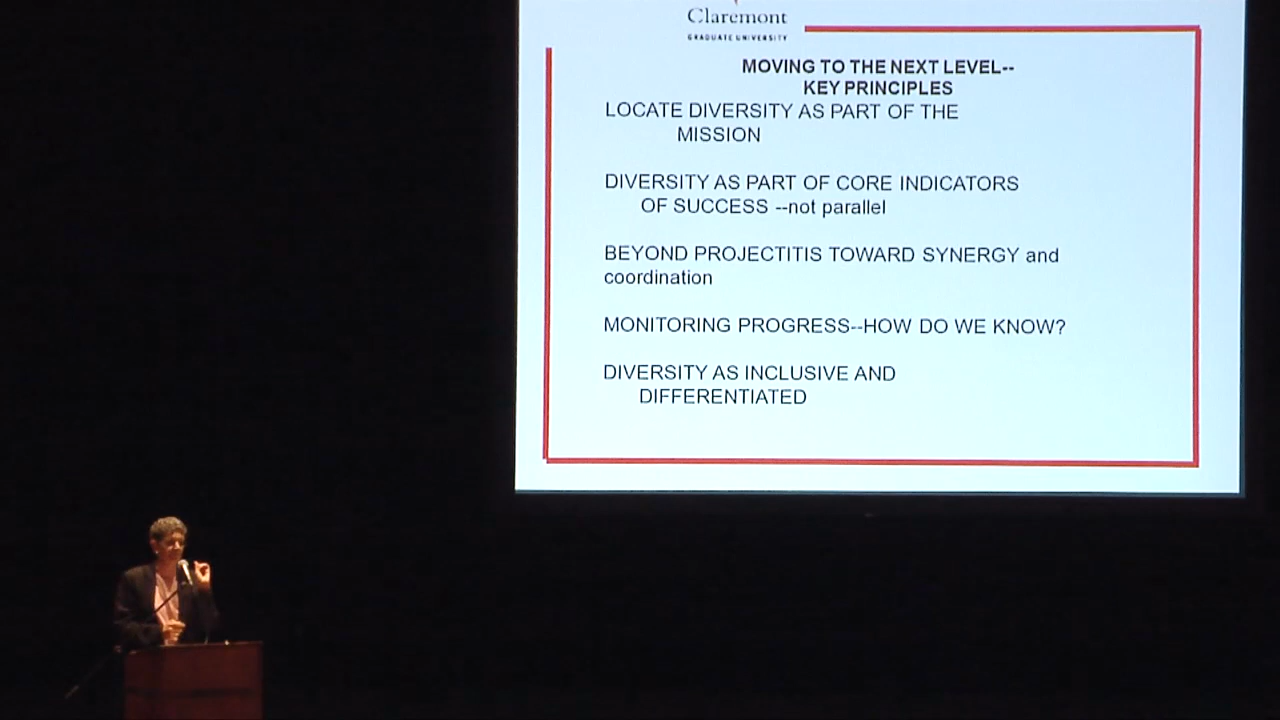 Claremont
GRADUATE UNIVERSITY
MOVING TO THE NEXT LEVEL--
KEY PRINCIPLES
LOCATE DIVERSITY AS PART OF THE
MISSION
DIVERSITY AS PART OF CORE INDICATORS
OF SUCCESS --not parallel
BEYOND PROJECTITIS TOWARD SYNERGY and
coordination
MONITORING PROGRESS--HOW DO WE KNOW?
DIVERSITY AS INCLUSIVE AND
DIFFERENTIATED